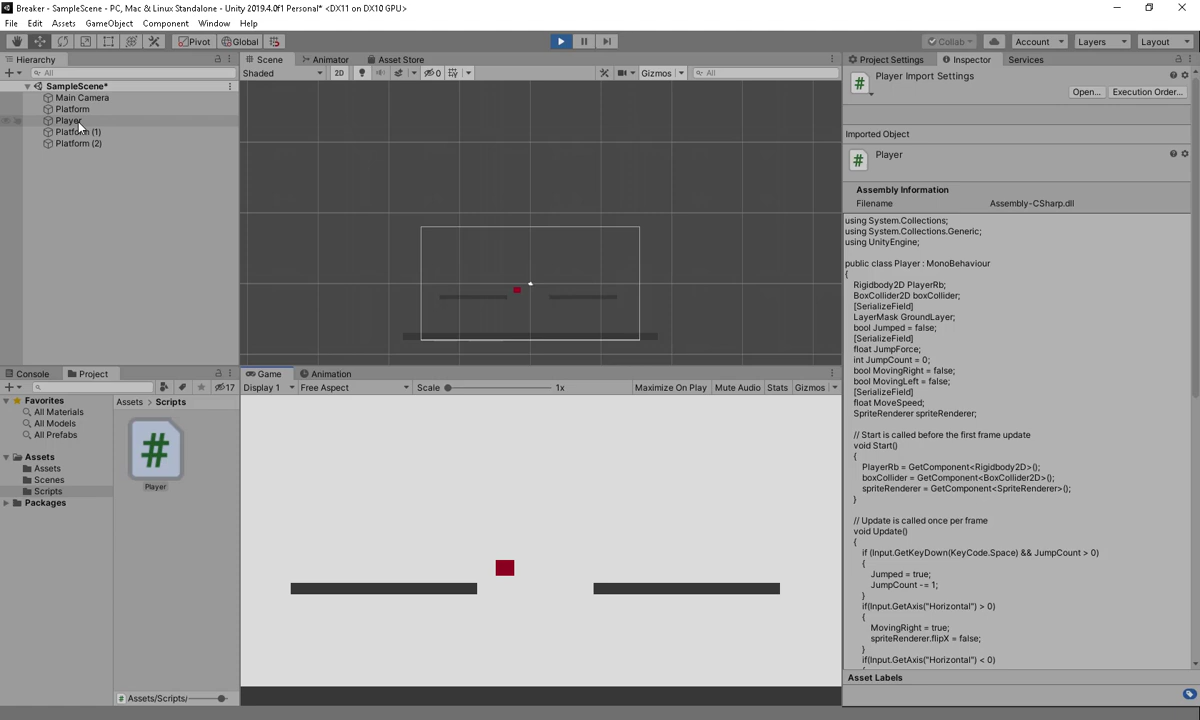 Breaker - SampleScene - PC, Mac & Linux Standalone - Unity 2019.4.0f1 Personal* <DX11 on DX10 GPU>
File Edit Assets GameObject Component Window Help
Pivot Global Collab Account Layers Layout
Hierarchy
All
SampleScene*
Main Camera
Platform
Player
Platform (1)
Platform (2)
Scene Animator Asset Store
Shaded 2D 0 Gizmos All
Console Project
17
Favorites
All Materials
All Models
All Prefabs
Assets
Assets
Scenes
Scripts
Packages
Assets > Scripts
#
Player
Assets/Scripts/
Game Animation
Display 1 Free Aspect Scale 1x Maximize On Play Mute Audio Stats Gizmos
Project Settings Inspector Services
# Player Import Settings
Open... Execution Order...
Imported Object
# Player
Assembly Information
Filename Assembly-CSharp.dll
using System.Collections;
using System.Collections.Generic;
using UnityEngine;
public class Player : MonoBehaviour
{
Rigidbody2D PlayerRb;
BoxCollider2D boxCollider;
[SerializeField]
LayerMask GroundLayer;
bool Jumped = false;
[SerializeField]
float JumpForce;
int JumpCount = 0;
bool MovingRight = false;
bool MovingLeft = false;
[SerializeField]
float MoveSpeed;
SpriteRenderer spriteRenderer;
// Start is called before the first frame update
void Start()
{
PlayerRb = GetComponent<Rigidbody2D>();
boxCollider = GetComponent<BoxCollider2D>();
spriteRenderer = GetComponent<SpriteRenderer>();
}
// Update is called once per frame
void Update()
{
if (Input.GetKeyDown(KeyCode.Space) && JumpCount > 0)
{
Jumped = true;
JumpCount -= 1;
}
if(Input.GetAxis("Horizontal") > 0)
{
MovingRight = true;
spriteRenderer.flipX = false;
}
if(Input.GetAxis("Horizontal") < 0)
Asset Labels